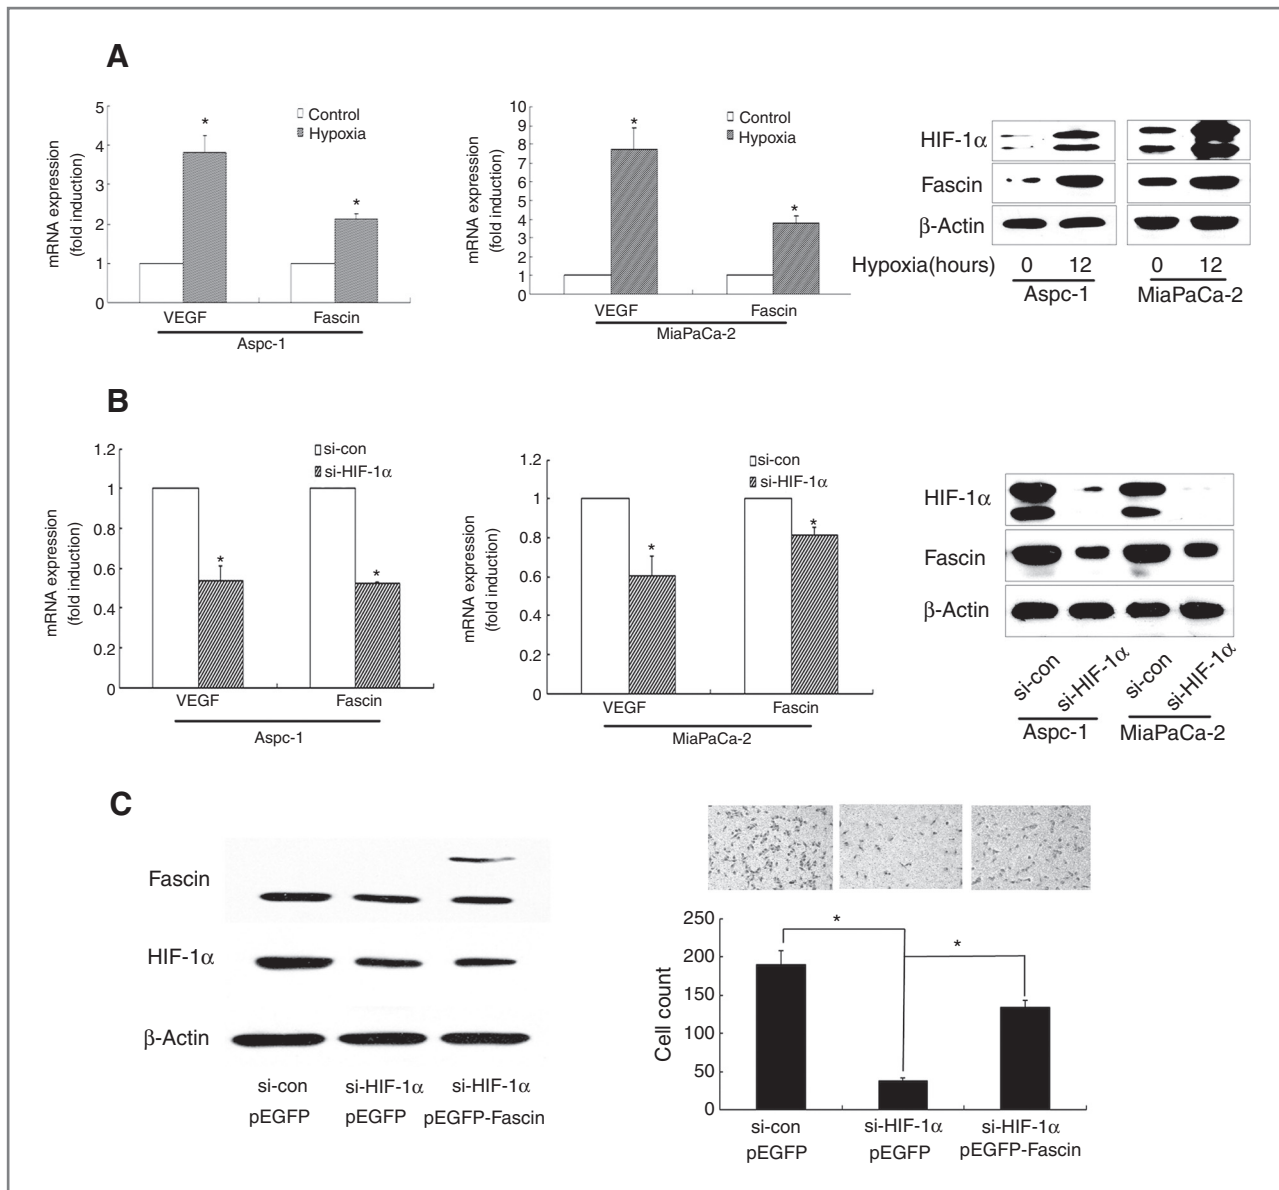 A
5
4
3
2
1
0
mRNA expression
(fold induction)
Control
Hypoxia
*
*
VEGF
Fascin
Aspc-1
10
9
8
7
6
5
4
3
2
1
0
mRNA expression
(fold induction)
Control
Hypoxia
*
*
VEGF
Fascin
MiaPaCa-2
HIF-1α
Fascin
β-Actin
Hypoxia(hours) 0 12 0 12
Aspc-1 MiaPaCa-2
B
1.2
1
0.8
0.6
0.4
0.2
0
mRNA expression
(fold induction)
si-con
si-HIF-1α
*
*
VEGF
Fascin
Aspc-1
1.2
1
0.8
0.6
0.4
0.2
0
mRNA expression
(fold induction)
si-con
si-HIF-1α
*
*
VEGF
Fascin
MiaPaCa-2
HIF-1α
Fascin
β-Actin
si-con
si-HIF-1α
si-con
si-HIF-1α
Aspc-1 MiaPaCa-2
C
Fascin
HIF-1α
β-Actin
si-con si-HIF-1α si-HIF-1α
pEGFP pEGFP pEGFP-Fascin
250
200
150
100
50
0
Cell count
*
*
si-con si-HIF-1α si-HIF-1α
pEGFP pEGFP pEGFP-Fascin